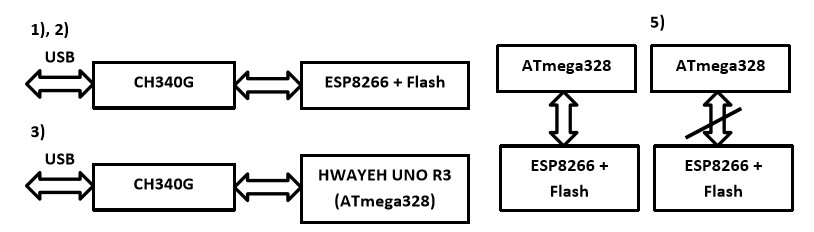 1), 2)
USB
CH340G
ESP8266 + Flash
3)
USB
CH340G
HWAYEH UNO R3
(ATmega328)
ATmega328
ESP8266 +
Flash
5)
ATmega328
ESP8266 +
Flash